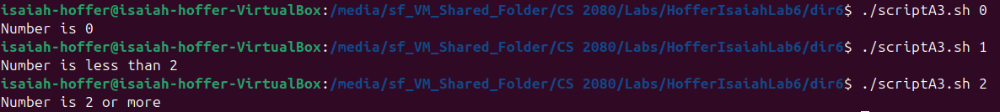 isaiah-hoffer@isaiah-hoffer-VirtualBox:/media/sf_VM_Shared_Folder/CS 2080/Labs/HofferIsaiahLab6/dir6$ ./scriptA3.sh 0
Number is 0
isaiah-hoffer@isaiah-hoffer-VirtualBox:/media/sf_VM_Shared_Folder/CS 2080/Labs/HofferIsaiahLab6/dir6$ ./scriptA3.sh 1
Number is less than 2
isaiah-hoffer@isaiah-hoffer-VirtualBox:/media/sf_VM_Shared_Folder/CS 2080/Labs/HofferIsaiahLab6/dir6$ ./scriptA3.sh 2
Number is 2 or more